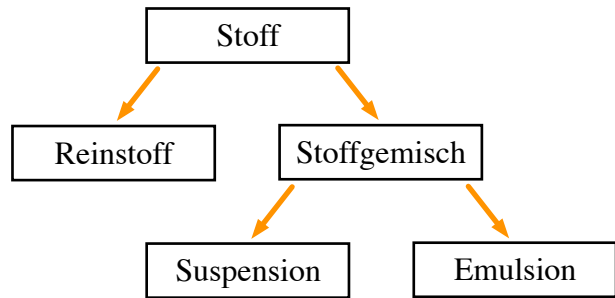 Stoff
Reinstoff
Stoffgemisch
Suspension
Emulsion